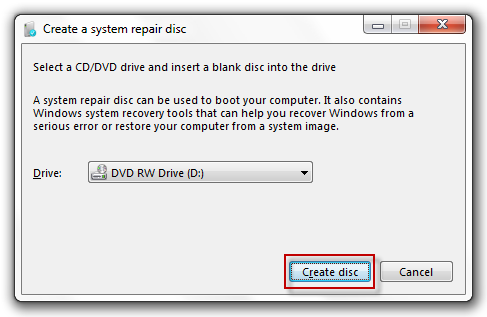 Create a system repair disc
Select a CD/DVD drive and insert a blank disc into the drive
A system repair disc can be used to boot your computer. It also contains
Windows system recovery tools that can help you recover Windows from a
serious error or restore your computer from a system image.
Drive: DVD RW Drive (D:)
Create disc Cancel